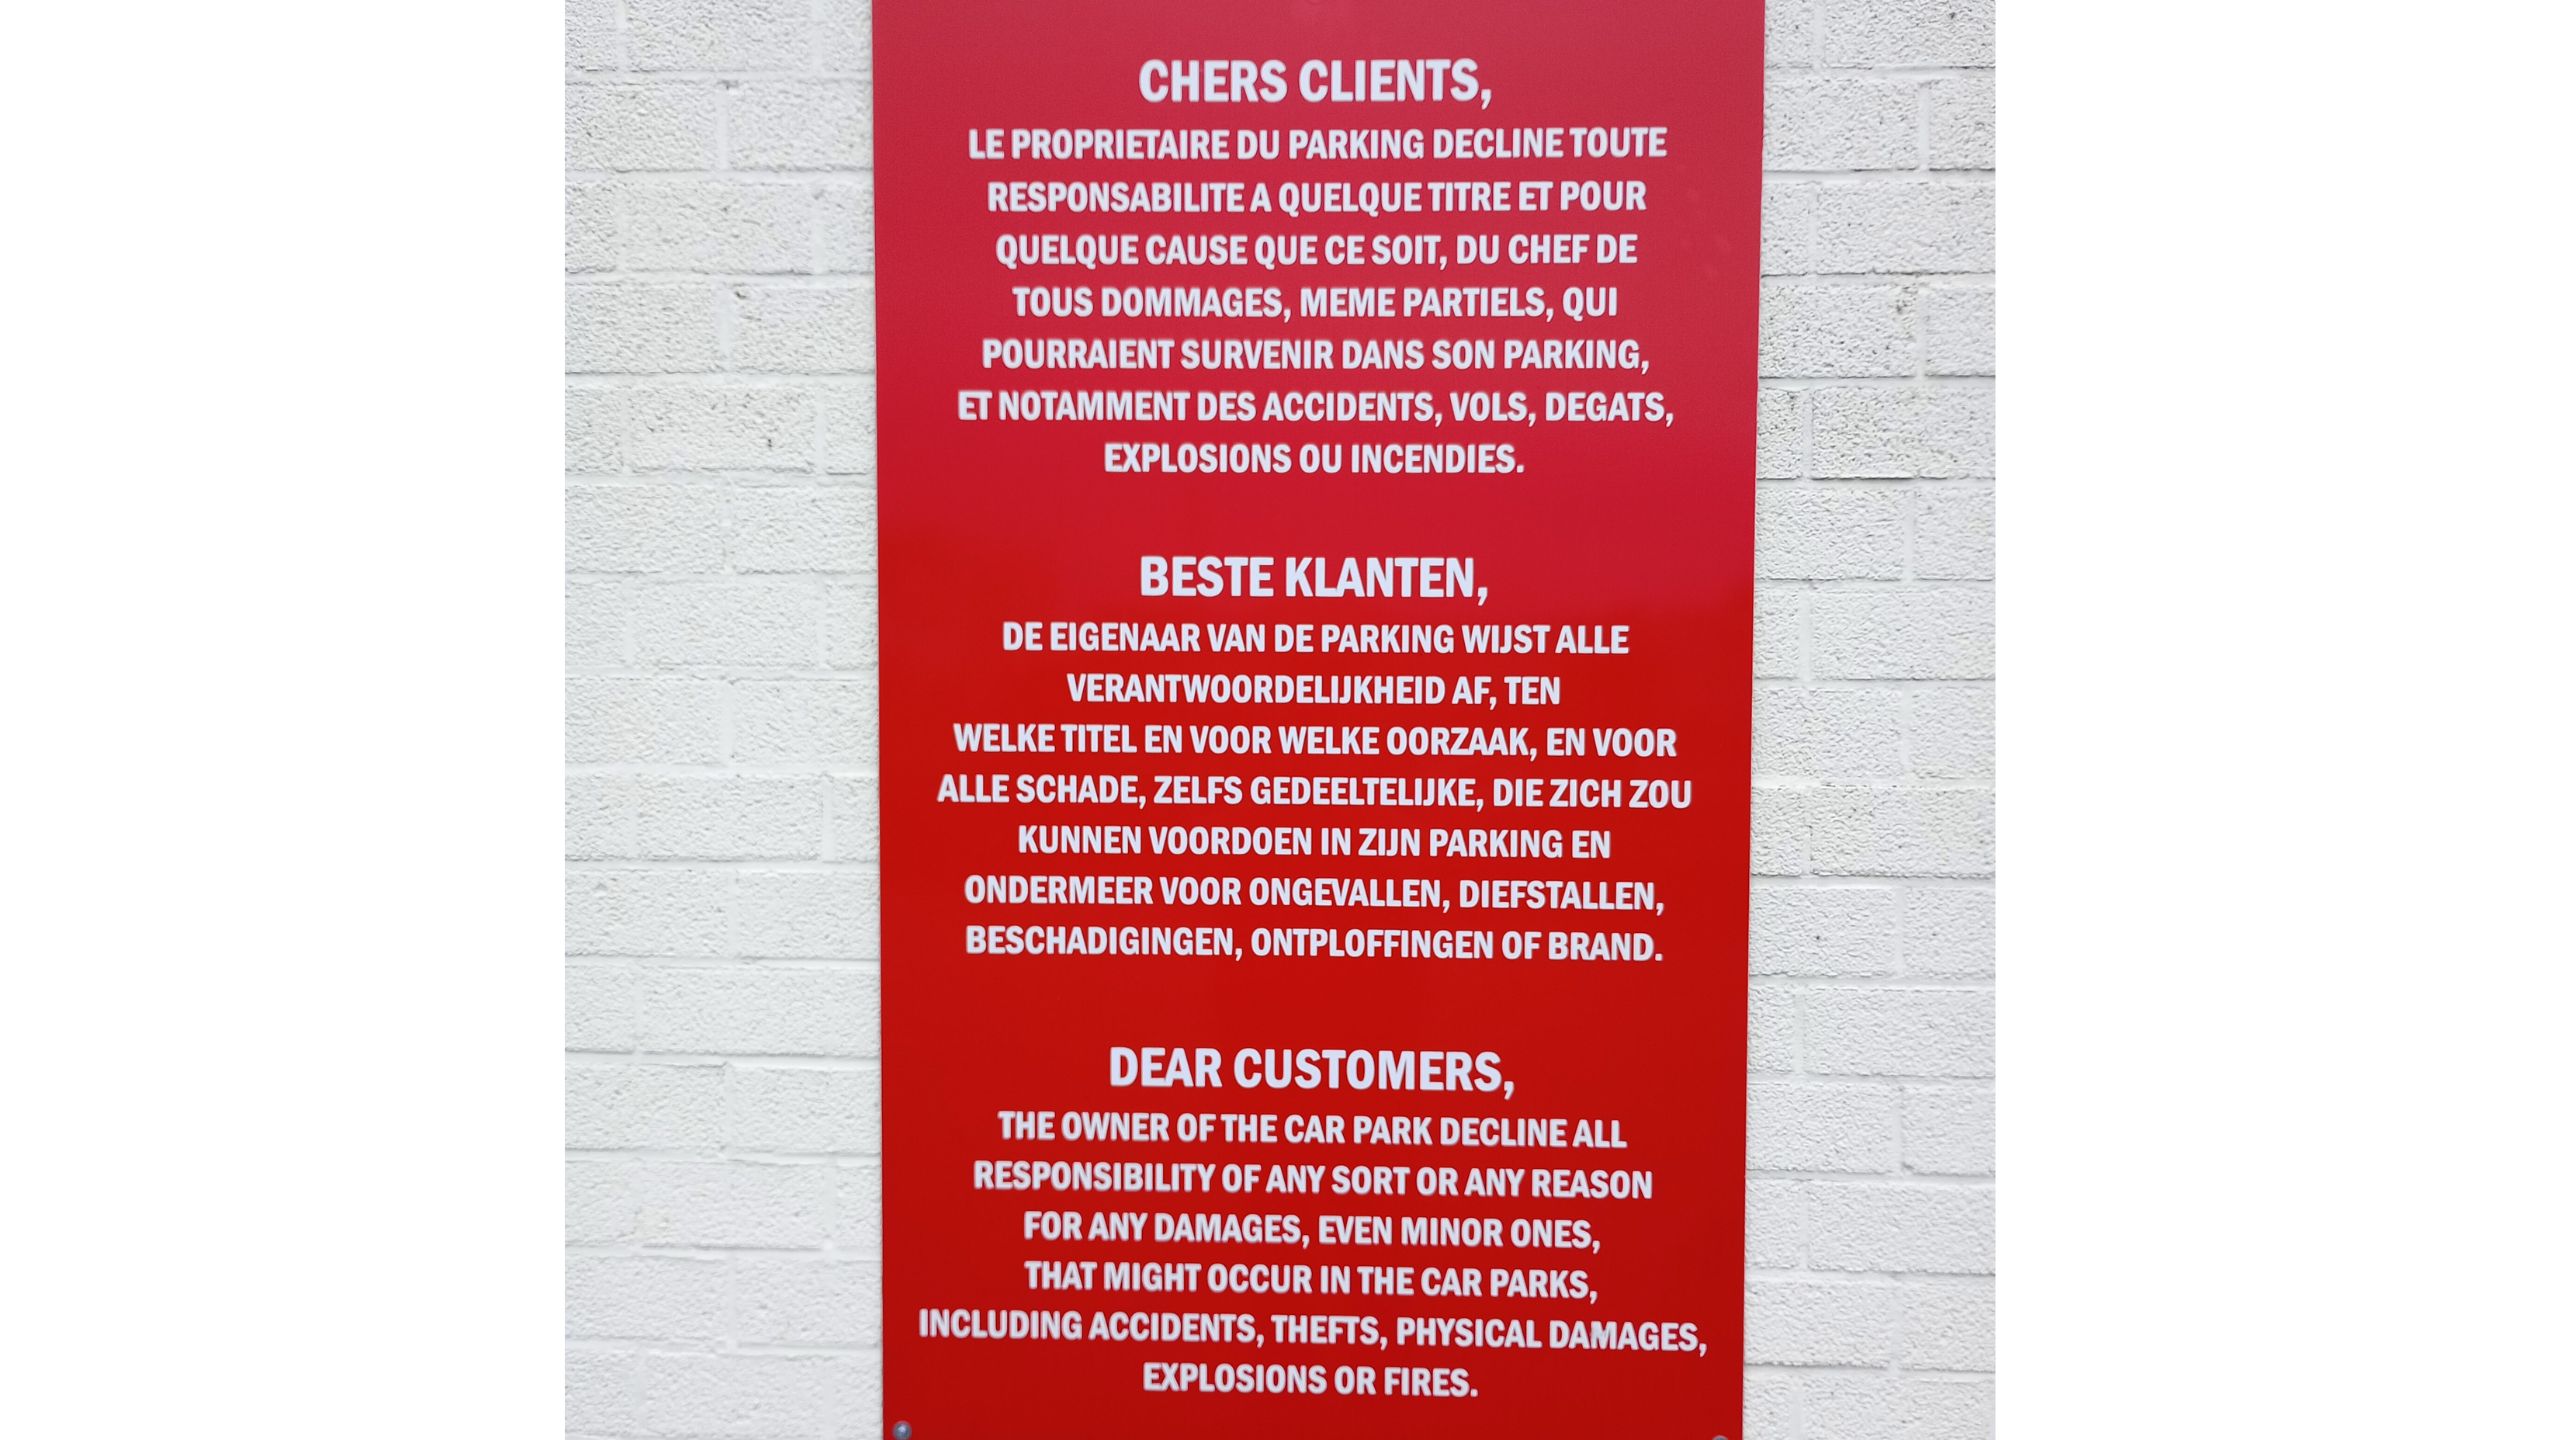 CHERS CLIENTS,
LE PROPRIETAIRE DU PARKING DECLINE TOUTE
RESPONSABILITE A QUELQUE TITRE ET POUR
QUELQUE CAUSE QUE CE SOIT, DU CHEF DE
TOUS DOMMAGES, MEME PARTIELS, QUI
POURRAIENT SURVENIR DANS SON PARKING,
ET NOTAMMENT DES ACCIDENTS, VOLS, DEGATS,
EXPLOSIONS OU INCENDIES.
BESTE KLANTEN,
DE EIGENAAR VAN DE PARKING WIJST ALLE
VERANTWOORDELIJKHEID AF, TEN
WELKE TITEL EN VOOR WELKE OORZAAK, EN VOOR
ALLE SCHADE, ZELFS GEDEELTELIJKE, DIE ZICH ZOU
KUNNEN VOORDOEN IN ZIJN PARKING EN
ONDERMEER VOOR ONGEVALLEN, DIEFSTALLEN,
BESCHADIGINGEN, ONTPLOFFINGEN OF BRAND.
DEAR CUSTOMERS,
THE OWNER OF THE CAR PARK DECLINE ALL
RESPONSIBILITY OF ANY SORT OR ANY REASON
FOR ANY DAMAGES, EVEN MINOR ONES,
THAT MIGHT OCCUR IN THE CAR PARKS,
INCLUDING ACCIDENTS, THEFTS, PHYSICAL DAMAGES,
EXPLOSIONS OR FIRES.